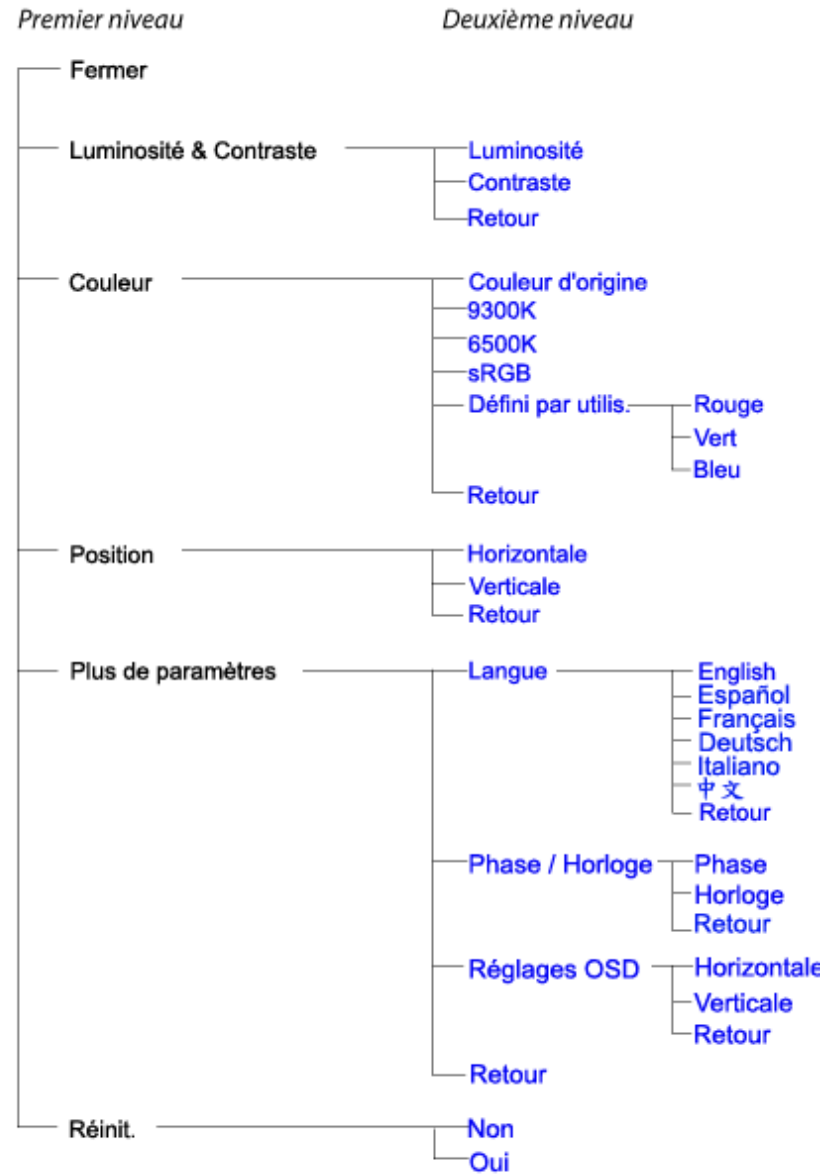 Premier niveau Deuxième niveau
Fermer
Luminosité & Contraste Luminosité
Contraste
Retour
Couleur Couleur d'origine
9300K
6500K
sRGB
Défini par utilis. Rouge
Vert
Bleu
Retour
Position Horizontale
Verticale
Retour
Plus de paramètres Langue English
Español
Français
Deutsch
Italiano
中文
Retour
Phase / Horloge Phase
Horloge
Retour
Réglages OSD Horizontale
Verticale
Retour
Retour
Réinit. Non
Oui